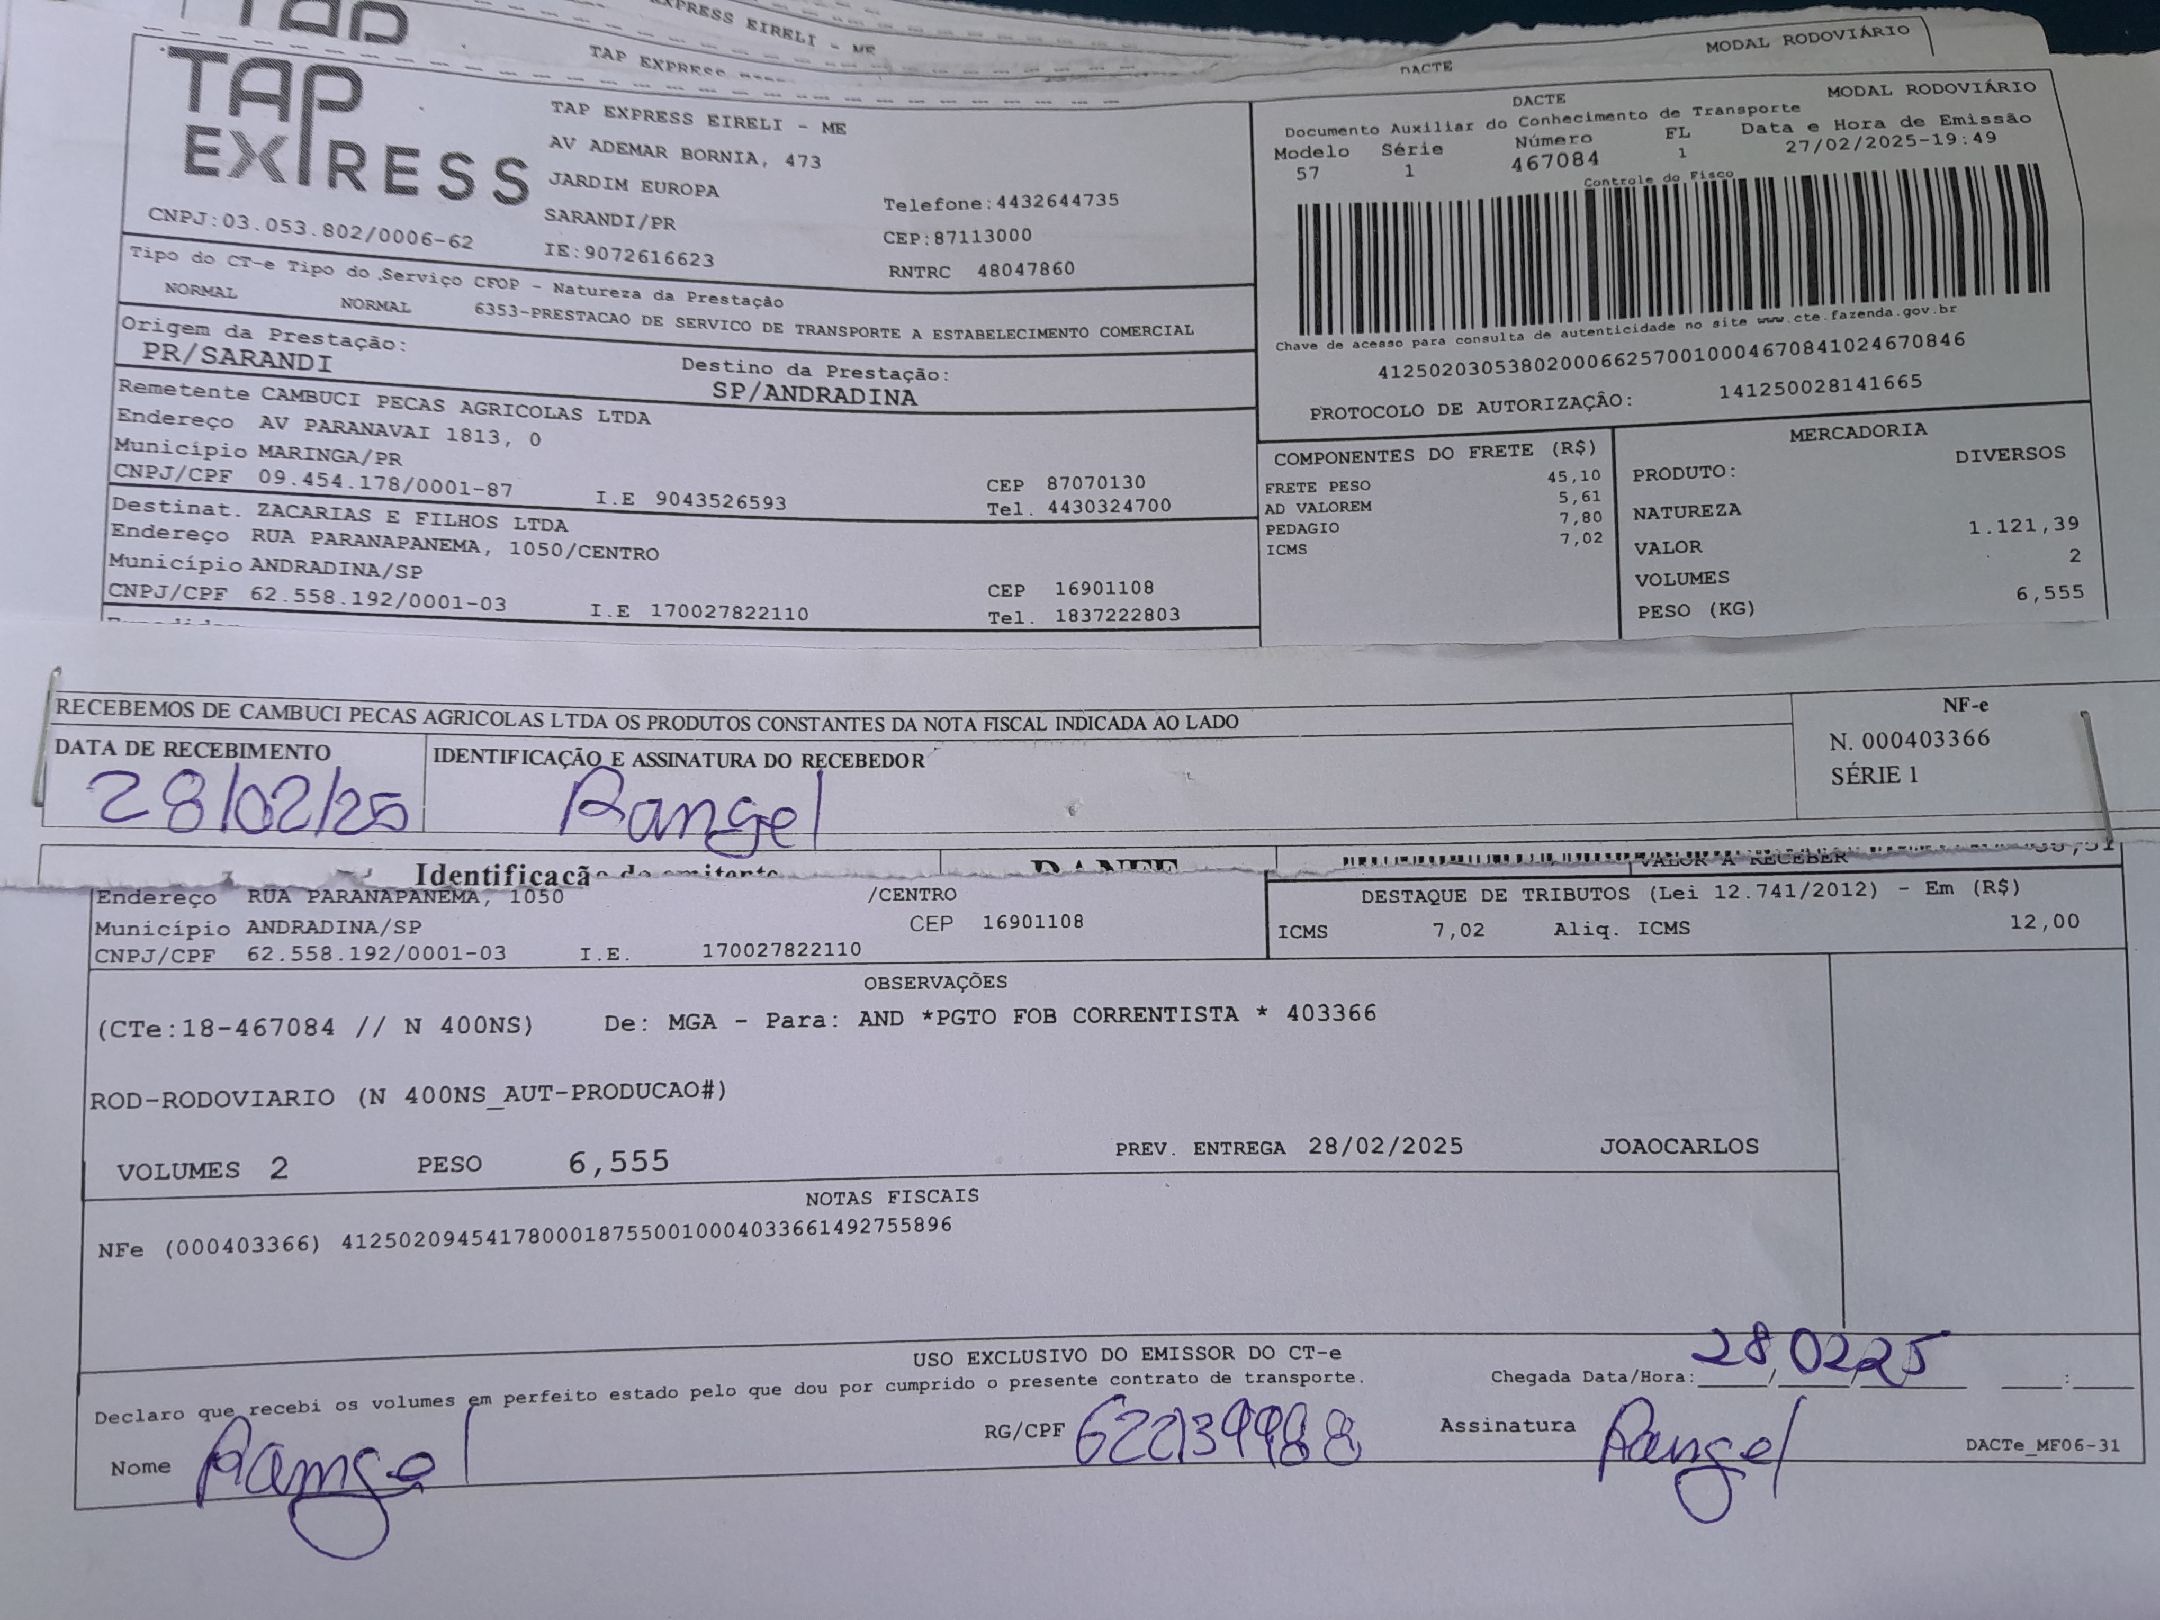 TAP
XPRESS EIRELI - ME
MODAL RODOVIÁRIO
TAP EXPRESS
DACTE
TAP
EXPRESS
TAP EXPRESS EIRELI - ME
AV ADEMAR BORNIA, 473
JARDIM EUROPA
SARANDI/PR
IE:9072616623
Telefone:4432644735
CEP:87113000
RNTRC 48047860
CNPJ:03.053.802/0006-62
DACTE MODAL RODOVIÁRIO
Documento Auxiliar do Conhecimento de Transporte
Modelo Série Número FL Data e Hora de Emissão
57 1 467084 1 27/02/2025-19:49
Controle do Fisco
Chave de acesso para consulta de autenticidade no site www.cte.fazenda.gov.br
41250203053802000662570010004670841024670846
PROTOCOLO DE AUTORIZAÇÃO: 141250028141665
Tipo do CT-e Tipo do Serviço CFOP - Natureza da Prestação
NORMAL NORMAL 6353-PRESTACAO DE SERVICO DE TRANSPORTE A ESTABELECIMENTO COMERCIAL
Origem da Prestação: Destino da Prestação:
PR/SARANDI SP/ANDRADINA
Remetente CAMBUCI PECAS AGRICOLAS LTDA
Endereço AV PARANAVAI 1813, 0
Município MARINGA/PR CEP 87070130
CNPJ/CPF 09.454.178/0001-87 I.E 9043526593 Tel. 4430324700
Destinat. ZACARIAS E FILHOS LTDA
Endereço RUA PARANAPANEMA, 1050/CENTRO
Município ANDRADINA/SP CEP 16901108
CNPJ/CPF 62.558.192/0001-03 I.E 170027822110 Tel. 1837222803
COMPONENTES DO FRETE (R$)
FRETE PESO 45,10
AD VALOREM 5,61
PEDAGIO 7,80
ICMS 7,02
MERCADORIA
PRODUTO: DIVERSOS
NATUREZA
VALOR 1.121,39
VOLUMES 2
PESO (KG) 6,555
RECEBEMOS DE CAMBUCI PECAS AGRICOLAS LTDA OS PRODUTOS CONSTANTES DA NOTA FISCAL INDICADA AO LADO
NF-e
N. 000403366
SÉRIE 1
DATA DE RECEBIMENTO IDENTIFICAÇÃO E ASSINATURA DO RECEBEDOR
28/02/25 Rangel
Identificação do emitente DANFE VALOR A RECEBER
Endereço RUA PARANAPANEMA, 1050 /CENTRO
Município ANDRADINA/SP CEP 16901108
CNPJ/CPF 62.558.192/0001-03 I.E. 170027822110
DESTAQUE DE TRIBUTOS (Lei 12.741/2012) - Em (R$)
ICMS 7,02 Aliq. ICMS 12,00
OBSERVAÇÕES
(CTe:18-467084 // N 400NS) De: MGA - Para: AND *PGTO FOB CORRENTISTA * 403366
ROD-RODOVIARIO (N 400NS_AUT-PRODUCAO#)
VOLUMES 2 PESO 6,555 PREV. ENTREGA 28/02/2025 JOAOCARLOS
NOTAS FISCAIS
NFe (000403366) 41250209454178000187550010004033661492755896
USO EXCLUSIVO DO EMISSOR DO CT-e
Declaro que recebi os volumes em perfeito estado pelo que dou por cumprido o presente contrato de transporte.
Chegada Data/Hora: 28/02/25 :
Nome Rangel RG/CPF 622139988 Assinatura Rangel
DACTe_MF06-31